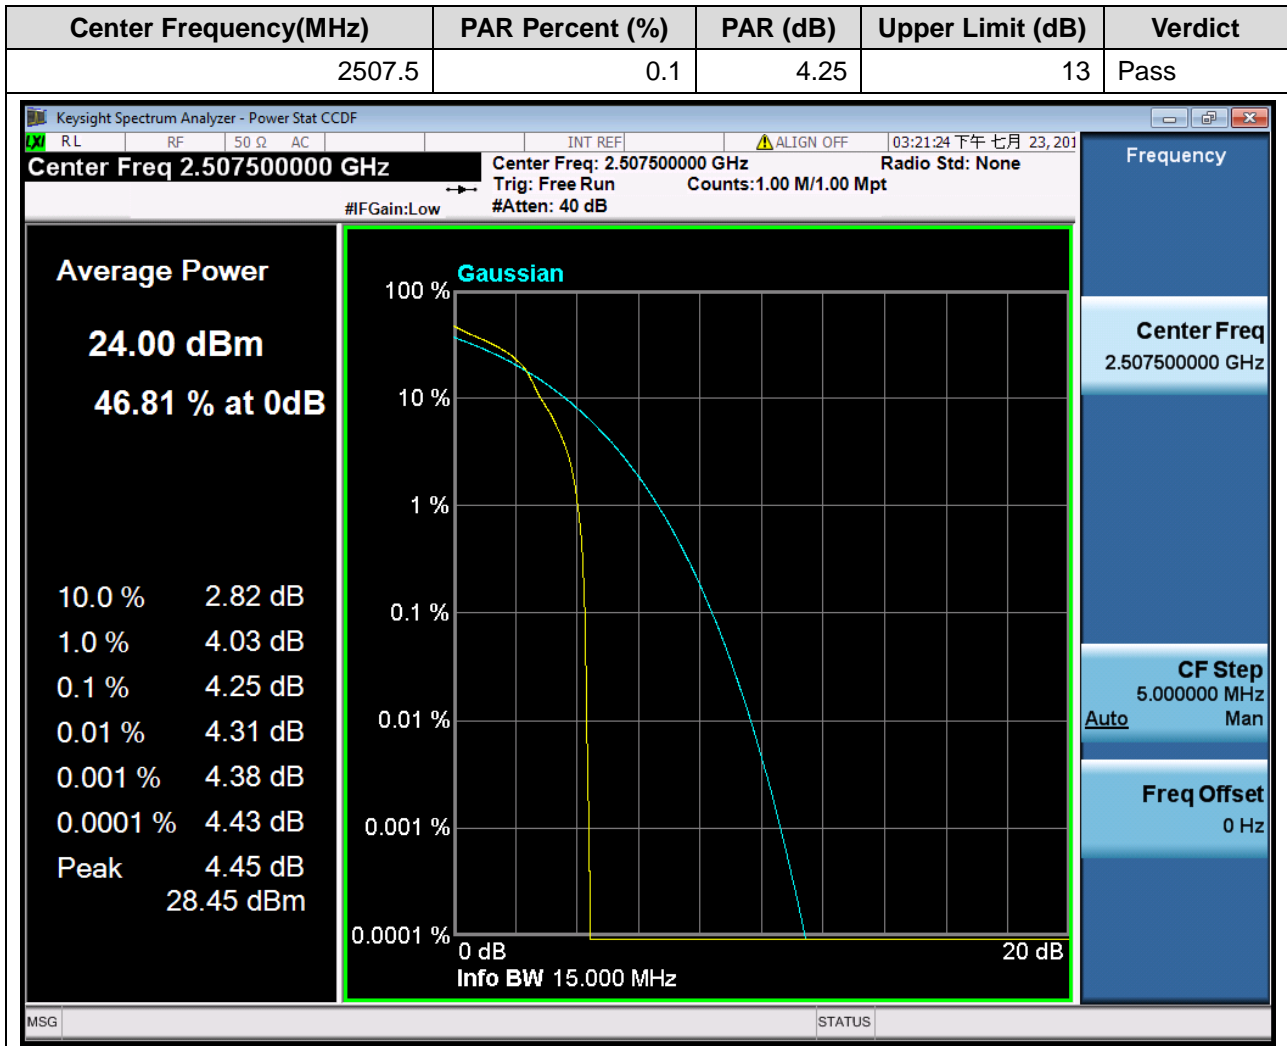 Center Frequency(MHz) PAR Percent (%) PAR (dB) Upper Limit (dB) Verdict
2507.5 0.1 4.25 13 Pass
Keysight Spectrum Analyzer - Power Stat CCDF
LXI RL RF 50 Ω AC INT REF ALIGN OFF 03:21:24 下午 七月 23, 201
Center Freq 2.507500000 GHz
Center Freq: 2.507500000 GHz Radio Std: None
Trig: Free Run Counts:1.00 M/1.00 Mpt
#IFGain:Low #Atten: 40 dB
Average Power
24.00 dBm
46.81 % at 0dB
10.0 % 2.82 dB
1.0 % 4.03 dB
0.1 % 4.25 dB
0.01 % 4.31 dB
0.001 % 4.38 dB
0.0001 % 4.43 dB
Peak 4.45 dB
28.45 dBm
Gaussian
100 %
10 %
1 %
0.1 %
0.01 %
0.001 %
0.0001 %
0 dB 20 dB
Info BW 15.000 MHz
Frequency
Center Freq
2.507500000 GHz
CF Step
5.000000 MHz
Auto Man
Freq Offset
0 Hz
MSG STATUS